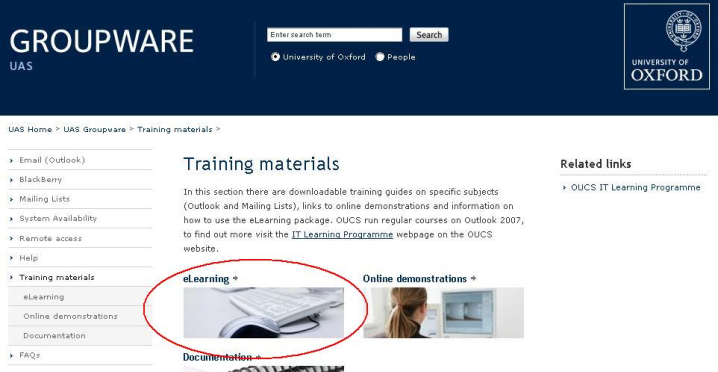 GROUPWARE
UAS
Enter search term
Search
University of Oxford
People
UNIVERSITY OF
OXFORD
UAS Home > UAS Groupware > Training materials >
Email (Outlook)
BlackBerry
Mailing Lists
System Availability
Remote access
Help
Training materials
eLearning
Online demonstrations
Documentation
FAQs
Training materials
In this section there are downloadable training guides on specific subjects
(Outlook and Mailing Lists), links to online demonstrations and information on
how to use the eLearning package. OUCS run regular courses on Outlook 2007,
to find out more visit the IT Learning Programme webpage on the OUCS
website.
eLearning
Online demonstrations
Documentation
Related links
OUCS IT Learning Programme